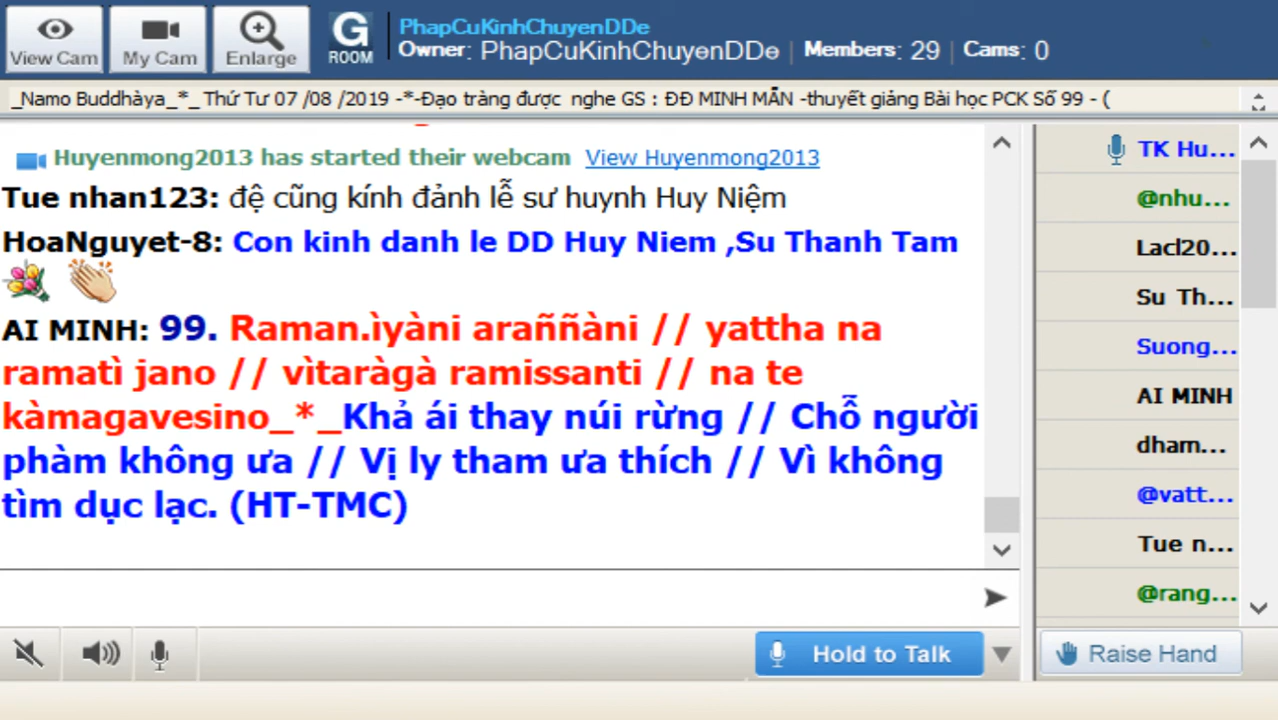 View Cam
My Cam
Enlarge
G
ROOM
PhapCuKinhChuyenDDe
Owner: PhapCuKinhChuyenDDe | Members: 29 | Cams: 0
_Namo Buddhàya_*_ Thứ Tư 07 /08 /2019 -*-Đạo tràng được nghe GS : ĐĐ MINH MẪN -thuyết giảng Bài học PCK Số 99 - (
Huyenmong2013 has started their webcam View Huyenmong2013
Tue nhan123: đệ cũng kính đảnh lễ sư huynh Huy Niệm
HoaNguyet-8: Con kinh danh le DD Huy Niem ,Su Thanh Tam
AI MINH: 99. Raman.ìyàni araññàni // yattha na
ramatì jano // vìtaràgà ramissanti // na te
kàmagavesino_*_Khả ái thay núi rừng // Chỗ người
phàm không ưa // Vị ly tham ưa thích // Vì không
tìm dục lạc. (HT-TMC)
TK Hu...
@nhu...
Lacl20...
Su Th...
Suong...
AI MINH
dham...
@vatt...
Tue n...
@rang...
Hold to Talk
Raise Hand